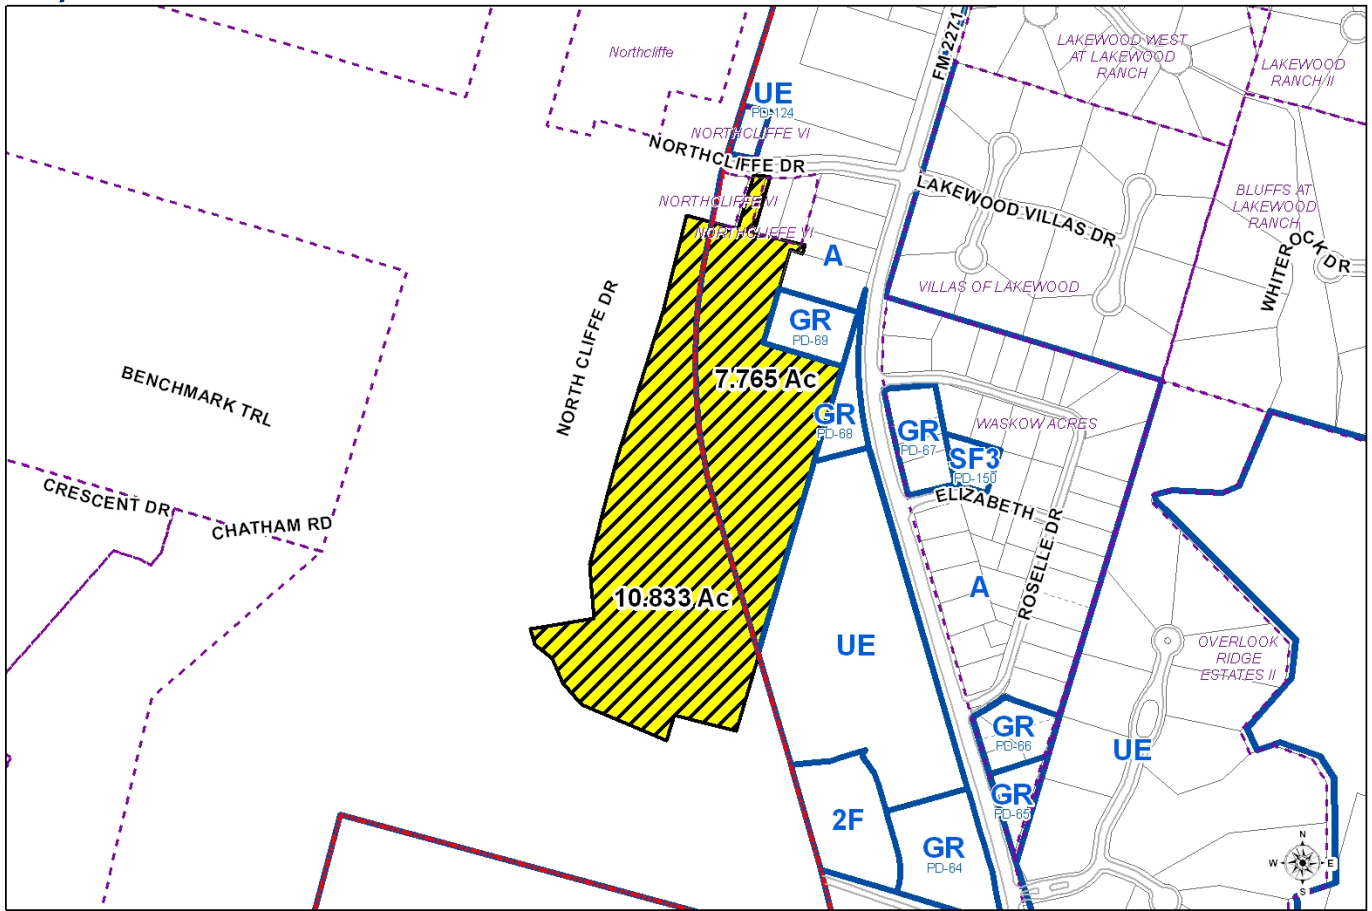 FM 2271
LAKEWOOD WEST
AT LAKEWOOD
RANCH
LAKEWOOD
RANCH II
Northcliffe
UE
PD-124
NORTHCLIFFE VI
NORTHCLIFFE DR
LAKEWOOD VILLAS DR
BLUFFS AT
LAKEWOOD
RANCH
NORTHCLIFFE VI
NORTHCLIFFE VI
WHITEROCK DR
A
VILLAS OF LAKEWOOD
GR
PD-69
NORTH CLIFFE DR
7.765 Ac
BENCHMARK TRL
GR
PD-68
GR
PD-67
WASKOW ACRES
SF3
PD-150
CRESCENT DR
CHATHAM RD
ELIZABETH
ROSELLE DR
A
10.833 Ac
UE
OVERLOOK
RIDGE
ESTATES II
GR
PD-66
UE
GR
PD-65
2F
GR
PD-64
N
W
E
S